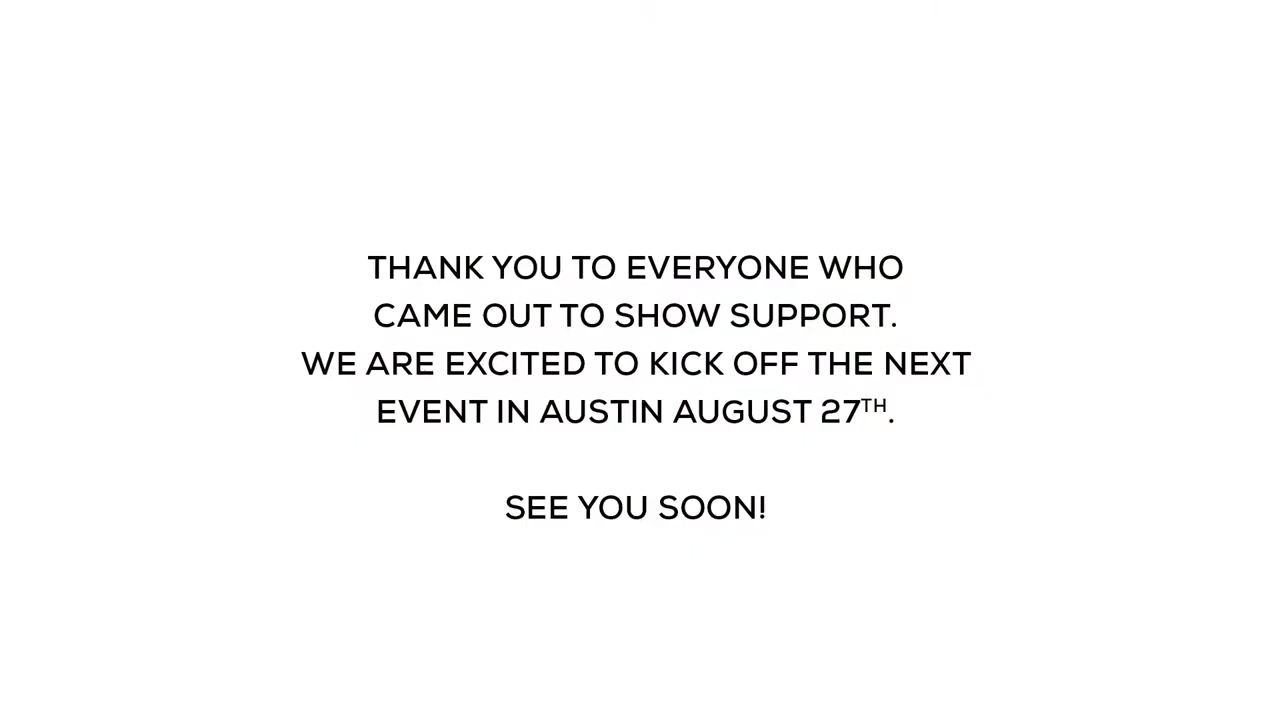 THANK YOU TO EVERYONE WHO
CAME OUT TO SHOW SUPPORT.
WE ARE EXCITED TO KICK OFF THE NEXT
EVENT IN AUSTIN AUGUST 27TH.
SEE YOU SOON!